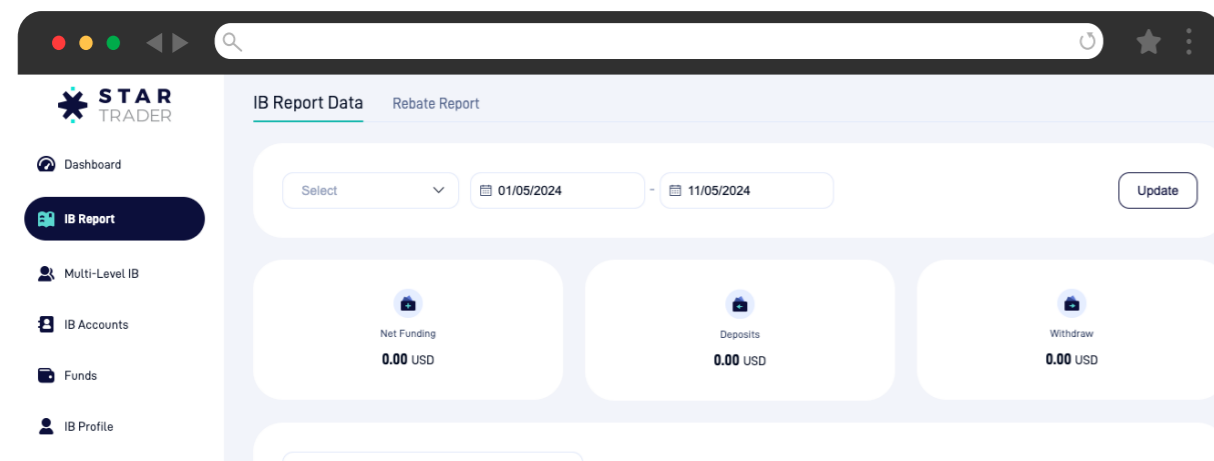 STAR
TRADER
Dashboard
IB Report
Multi-Level IB
IB Accounts
Funds
IB Profile
IB Report Data Rebate Report
Select 01/05/2024 - 11/05/2024 Update
Net Funding
0.00 USD
Deposits
0.00 USD
Withdraw
0.00 USD